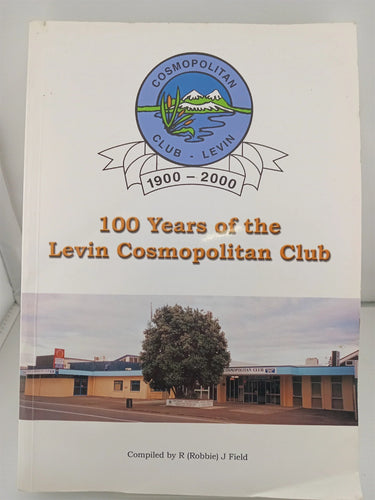 COSMOPOLITAN
CLUB - LEVIN
1900 – 2000
100 Years of the
Levin Cosmopolitan Club
COSMOPOLITAN CLUB
Compiled by R (Robbie) J Field